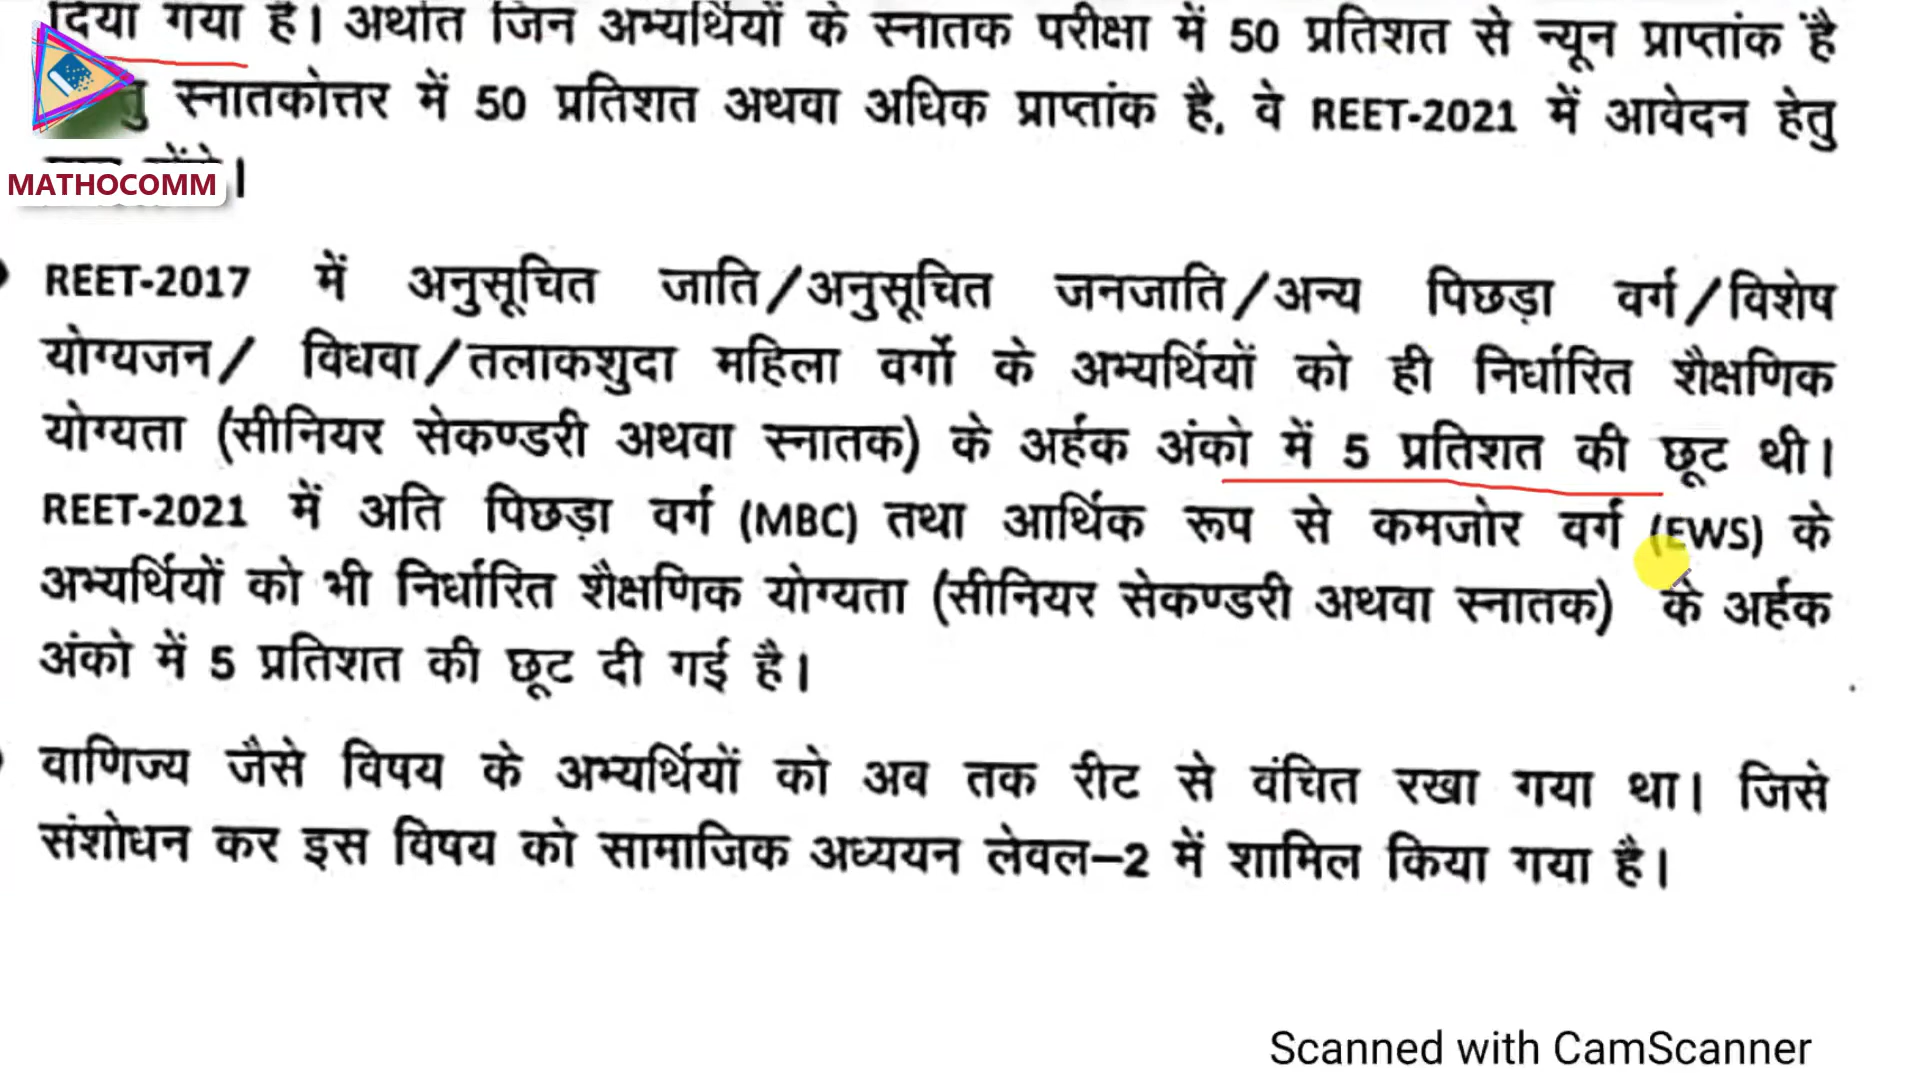 दिया गया है। अर्थात जिन अभ्यर्थियों के स्नातक परीक्षा में 50 प्रतिशत से न्यून प्राप्तांक है
स्नातकोत्तर में 50 प्रतिशत अथवा अधिक प्राप्तांक है, वे REET-2021 में आवेदन हेतु
MATHOCOMM
REET-2017 में अनुसूचित जाति/अनुसूचित जनजाति/अन्य पिछड़ा वर्ग/विशेष
योग्यजन/ विधवा/तलाकशुदा महिला वर्गो के अभ्यर्थियों को ही निर्धारित शैक्षणिक
योग्यता (सीनियर सेकण्डरी अथवा स्नातक) के अर्हक अंको में 5 प्रतिशत की छूट थी।
REET-2021 में अति पिछड़ा वर्ग (MBC) तथा आर्थिक रूप से कमजोर वर्ग (EWS) के
अभ्यर्थियों को भी निर्धारित शैक्षणिक योग्यता (सीनियर सेकण्डरी अथवा स्नातक) के अर्हक
अंको में 5 प्रतिशत की छूट दी गई है।
वाणिज्य जैसे विषय के अभ्यर्थियों को अब तक रीट से वंचित रखा गया था। जिसे
संशोधन कर इस विषय को सामाजिक अध्ययन लेवल–2 में शामिल किया गया है।
Scanned with CamScanner